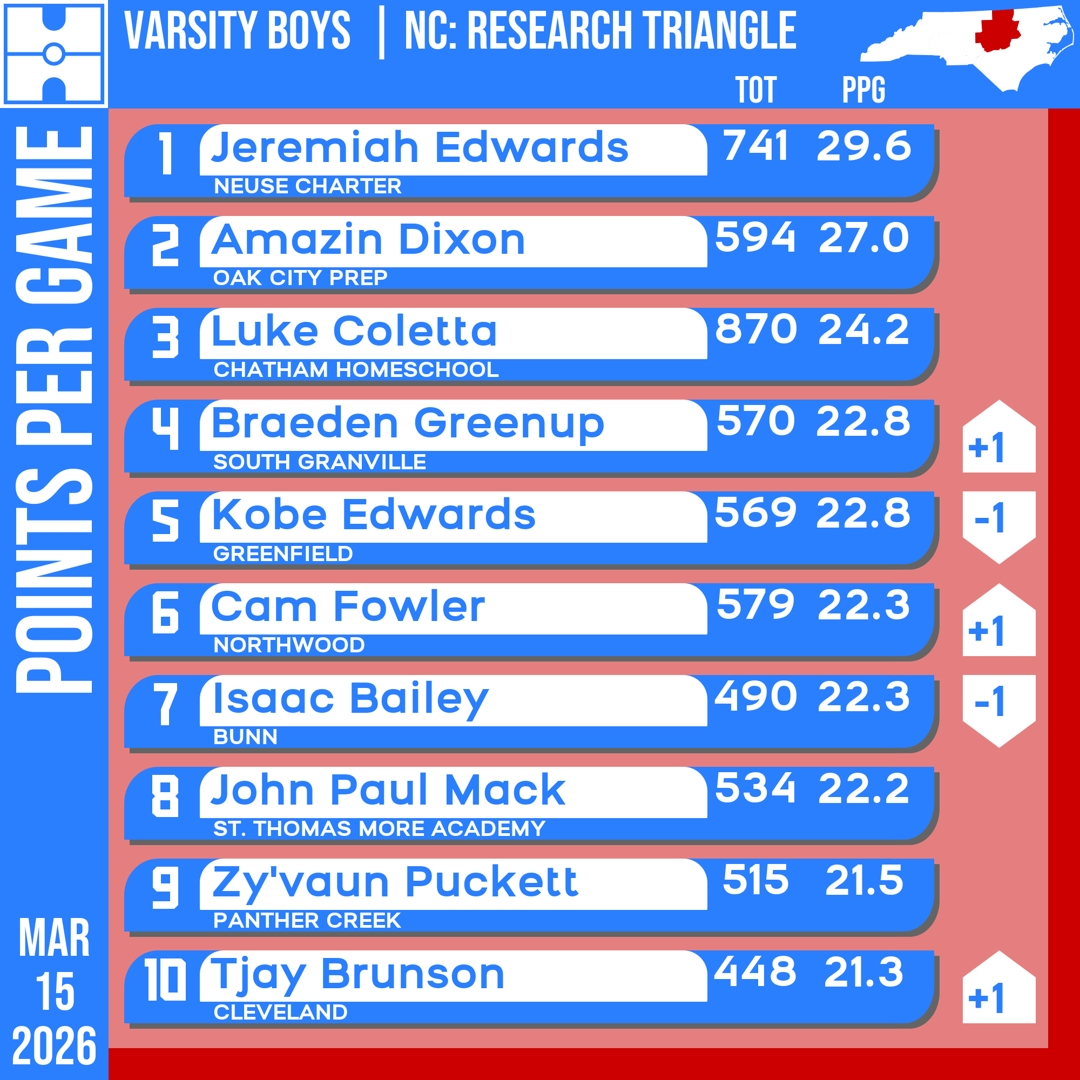 VARSITY BOYS | NC: RESEARCH TRIANGLE
TOT PPG
POINTS PER GAME
1 Jeremiah Edwards 741 29.6
NEUSE CHARTER
2 Amazin Dixon 594 27.0
OAK CITY PREP
3 Luke Coletta 870 24.2
CHATHAM HOMESCHOOL
4 Braeden Greenup 570 22.8 +1
SOUTH GRANVILLE
5 Kobe Edwards 569 22.8 -1
GREENFIELD
6 Cam Fowler 579 22.3 +1
NORTHWOOD
7 Isaac Bailey 490 22.3 -1
BUNN
8 John Paul Mack 534 22.2
ST. THOMAS MORE ACADEMY
9 Zy'vaun Puckett 515 21.5
PANTHER CREEK
10 Tjay Brunson 448 21.3 +1
CLEVELAND
MAR
15
2026